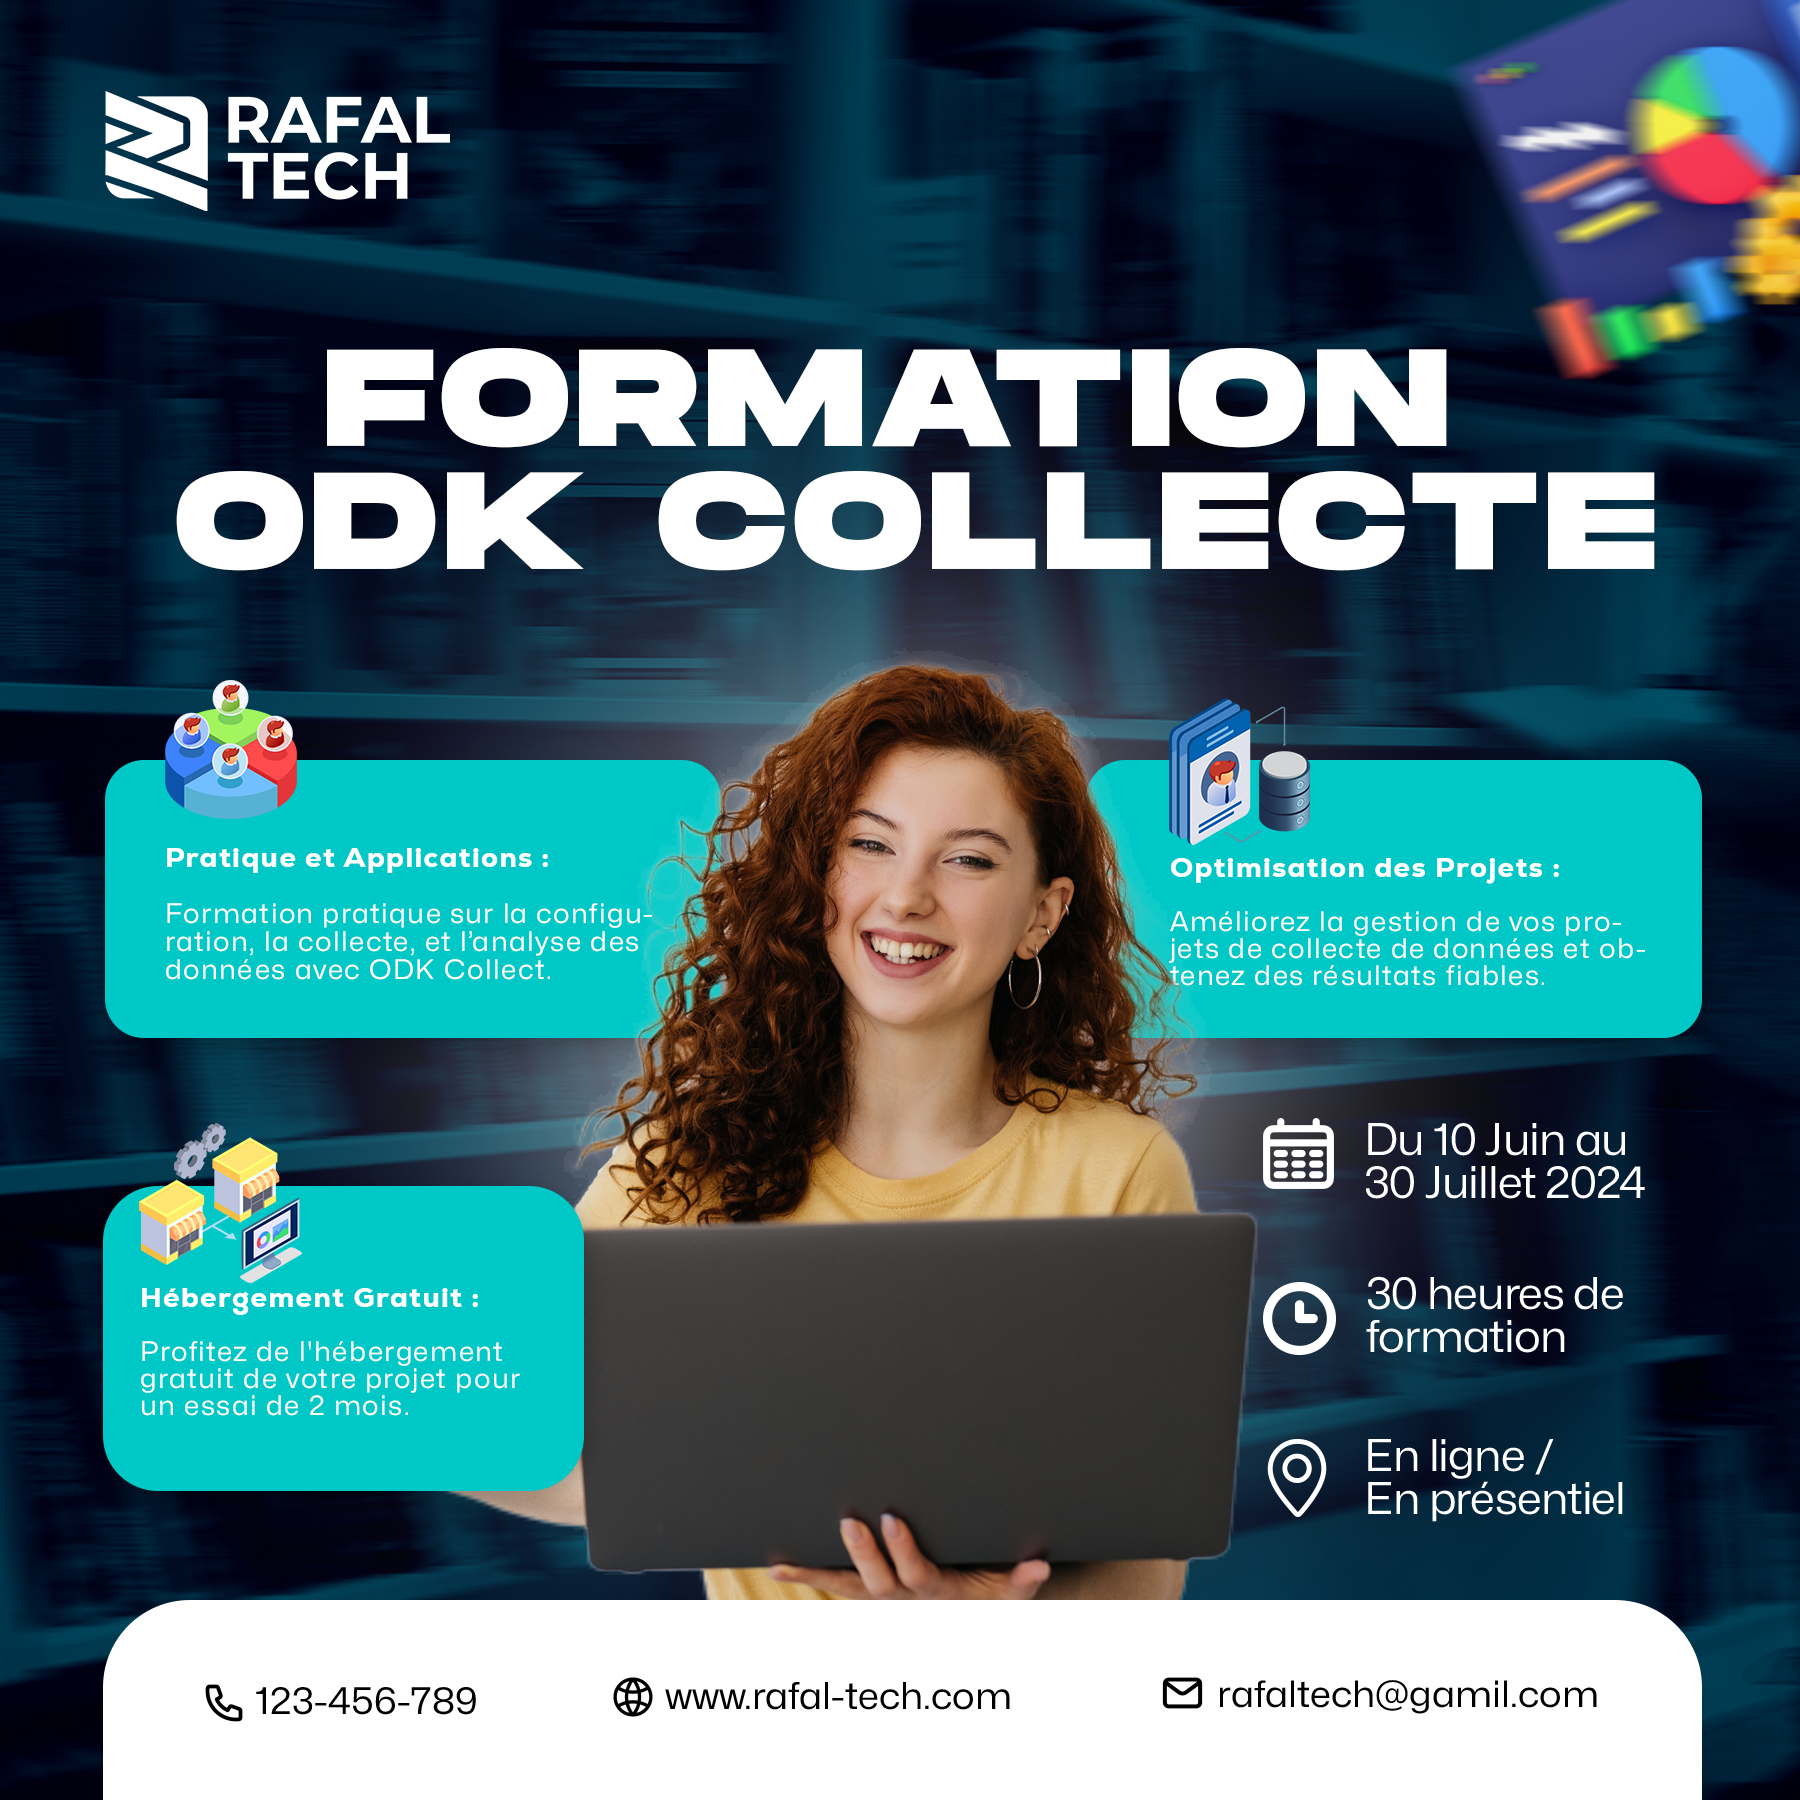 RAFAL
TECH
FORMATION
ODK COLLECTE
Pratique et Applications :
Formation pratique sur la configu-
ration, la collecte, et l’analyse des
données avec ODK Collect.
Optimisation des Projets :
Améliorez la gestion de vos pro-
jets de collecte de données et ob-
tenez des résultats fiables.
Hébergement Gratuit :
Profitez de l'hébergement
gratuit de votre projet pour
un essai de 2 mois.
Du 10 Juin au
30 Juillet 2024
30 heures de
formation
En ligne /
En présentiel
123-456-789
www.rafal-tech.com
rafaltech@gamil.com